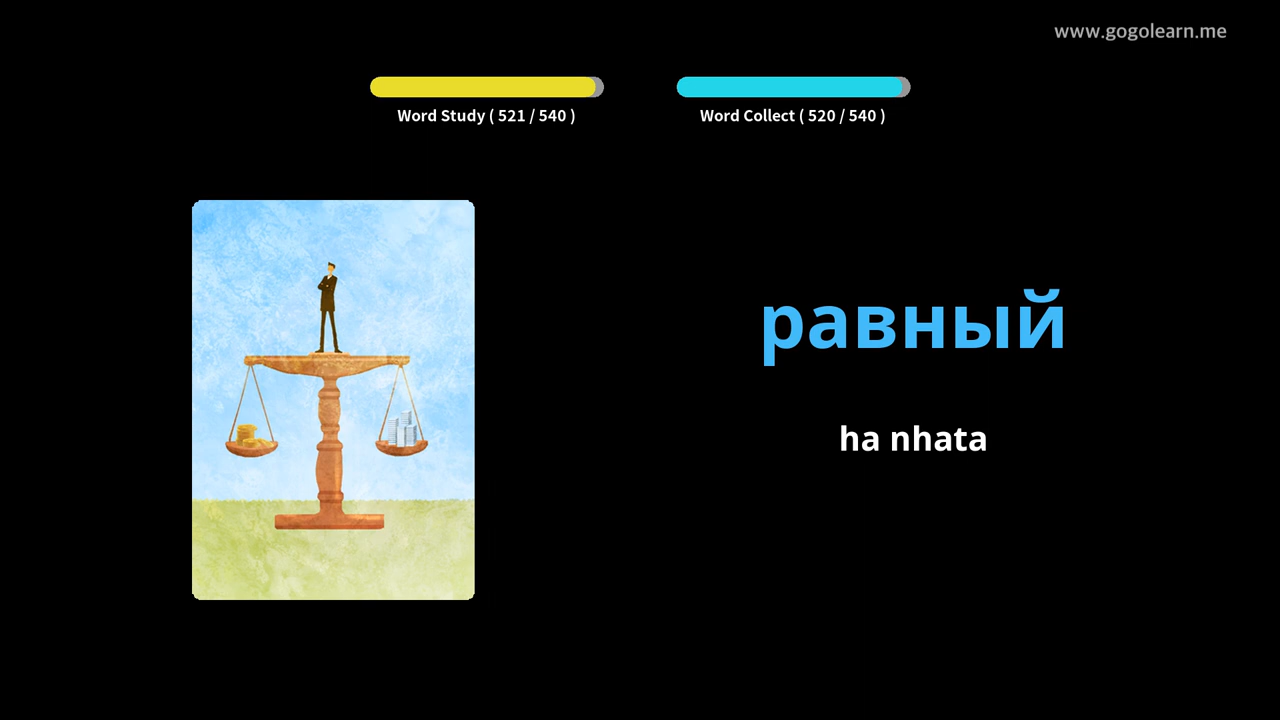 www.gogolearn.me
Word Study ( 521 / 540 )
Word Collect ( 520 / 540 )
равный
ha nhata